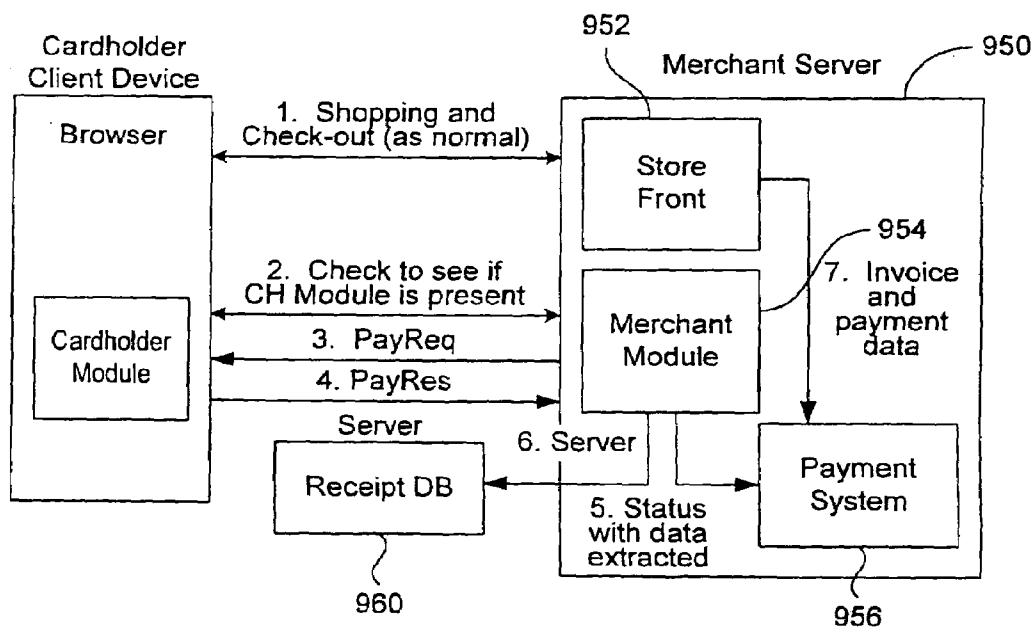 952
950
Cardholder
Client Device
Merchant Server
Browser
1. Shopping and
Check-out (as normal)
Store
Front
954
2. Check to see if
CH Module is present
7. Invoice
and
payment
data
Cardholder
Module
3. PayReq
Merchant
Module
4. PayRes
Server
6. Server
Receipt DB
Payment
System
5. Status
with data
extracted
960
956